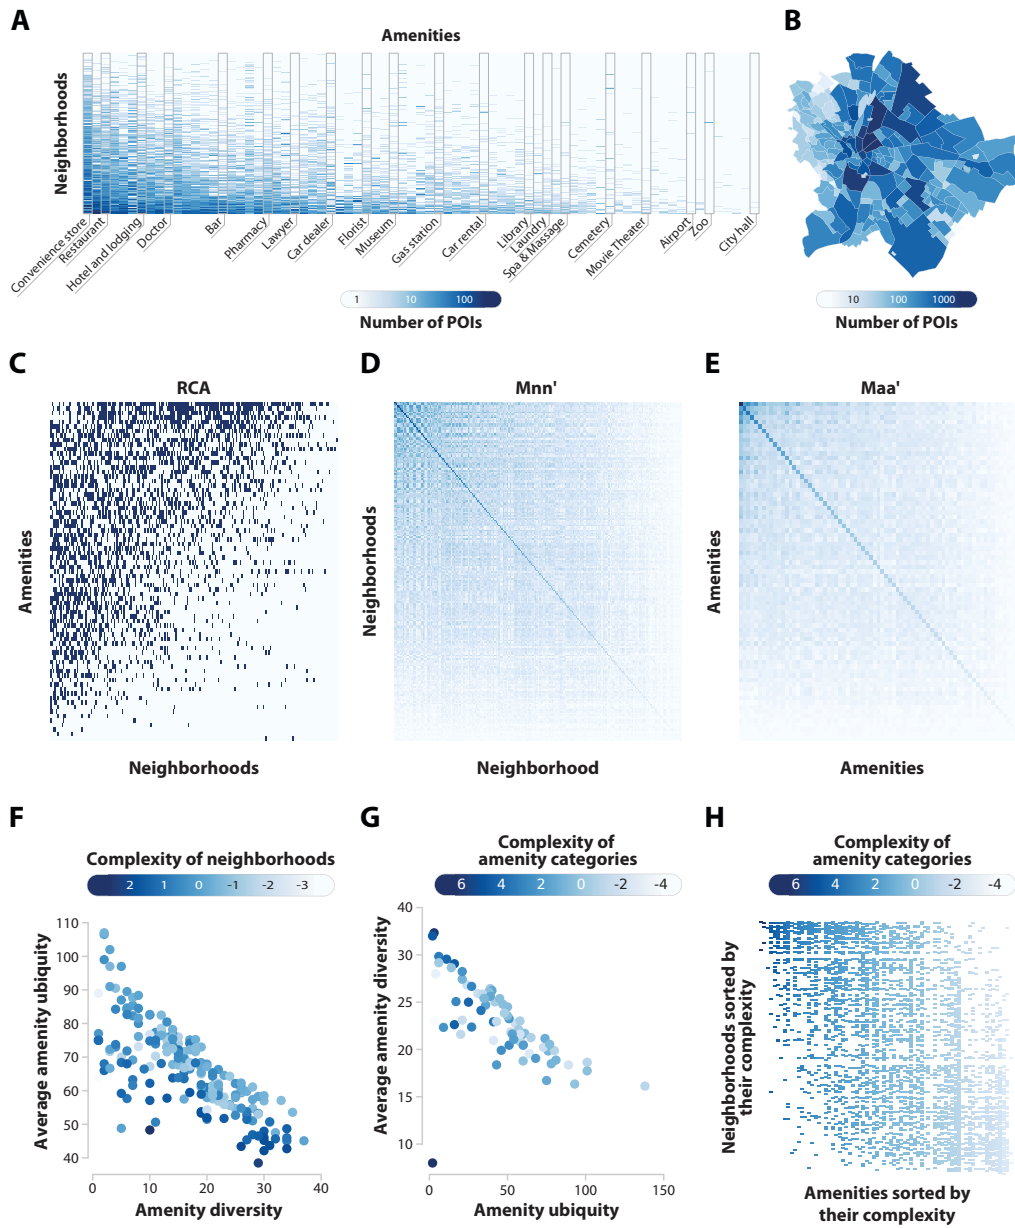 A
Amenities
Neighborhoods
Convenience store
Restaurant
Hotel and lodging
Doctor
Bar
Pharmacy
Lawyer
Car dealer
Florist
Museum
Gas station
Car rental
Library
Laundry
Spa & Massage
Cemetery
Movie Theater
Airport
Zoo
City hall
1 10 100
Number of POIs
B
10 100 1000
Number of POIs
C
RCA
Amenities
Neighborhoods
D
Mnn'
Neighborhoods
Neighborhood
E
Maa'
Amenities
Amenities
F
Complexity of neighborhoods
2 1 0 -1 -2 -3
Average amenity ubiquity
110
100
90
80
70
60
50
40
0 10 20 30 40
Amenity diversity
G
Complexity of
amenity categories
6 4 2 0 -2 -4
Average amenity diversity
40
30
25
20
15
10
0 50 100 150
Amenity ubiquity
H
Complexity of
amenity categories
6 4 2 0 -2 -4
Neighborhoods sorted by
their complexity
Amenities sorted by
their complexity